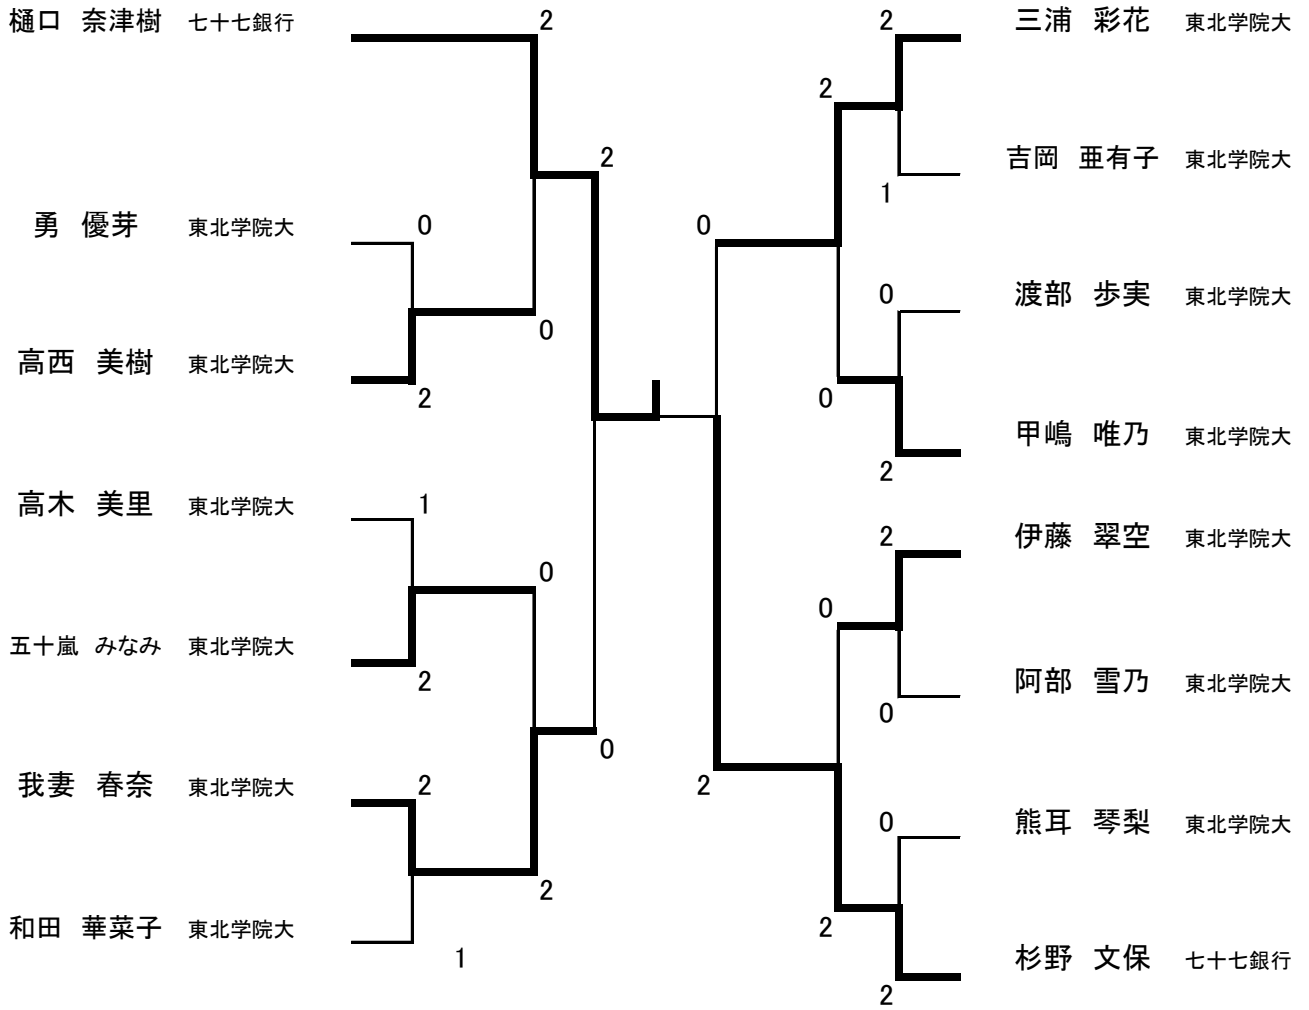 樋口 奈津樹 七十七銀行
2
2
三浦 彩花 東北学院大
2
2
吉岡 亜有子 東北学院大
1
勇 優芽 東北学院大
0
0
0
渡部 歩実 東北学院大
高西 美樹 東北学院大
0
2
0
甲嶋 唯乃 東北学院大
2
高木 美里 東北学院大
1
2
伊藤 翠空 東北学院大
0
0
五十嵐 みなみ 東北学院大
2
阿部 雪乃 東北学院大
0
0
我妻 春奈 東北学院大
2
2
0
熊耳 琴梨 東北学院大
2
和田 華菜子 東北学院大
1
2
杉野 文保 七十七銀行
2